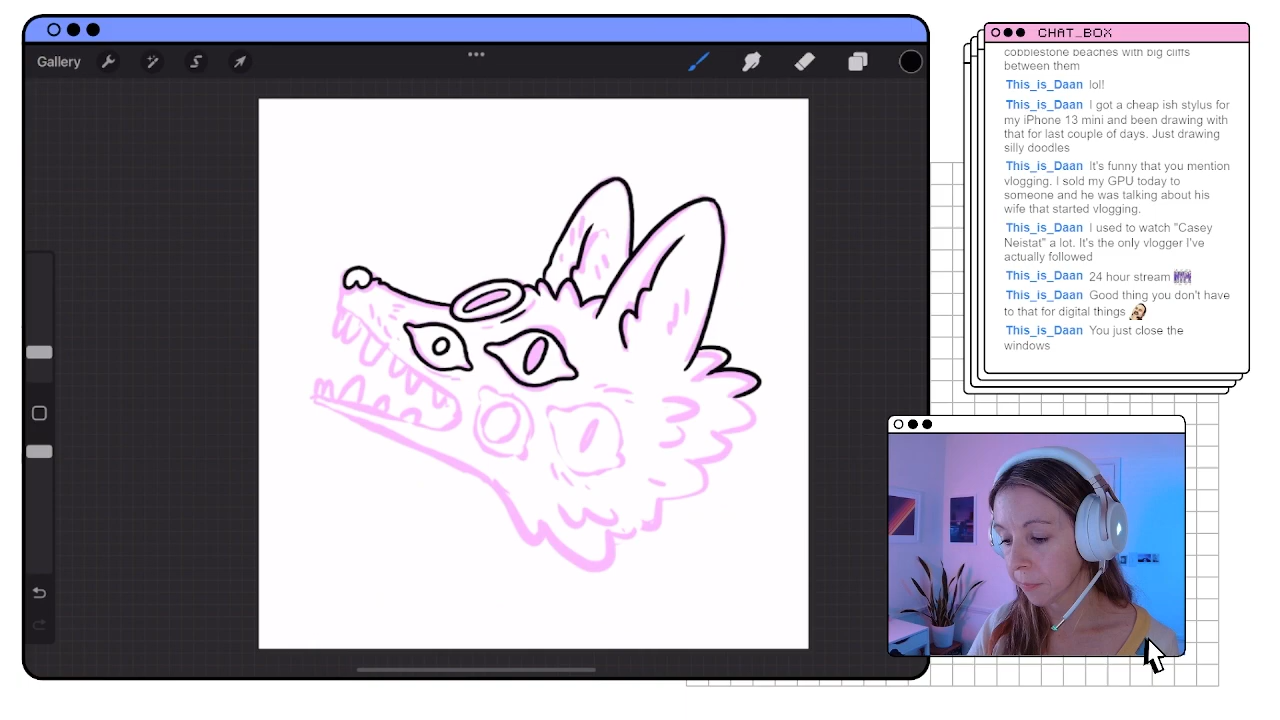 Gallery
CHAT_BOX
cobblestone beaches with big cliffs
between them
This_is_Daan lol!
This_is_Daan I got a cheap ish stylus for
my iPhone 13 mini and been drawing with
that for last couple of days. Just drawing
silly doodles
This_is_Daan It's funny that you mention
vlogging. I sold my GPU today to
someone and he was talking about his
wife that started vlogging.
This_is_Daan I used to watch "Casey
Neistat" a lot. It's the only vlogger I've
actually followed
This_is_Daan 24 hour stream
This_is_Daan Good thing you don't have
to that for digital things
This_is_Daan You just close the
windows